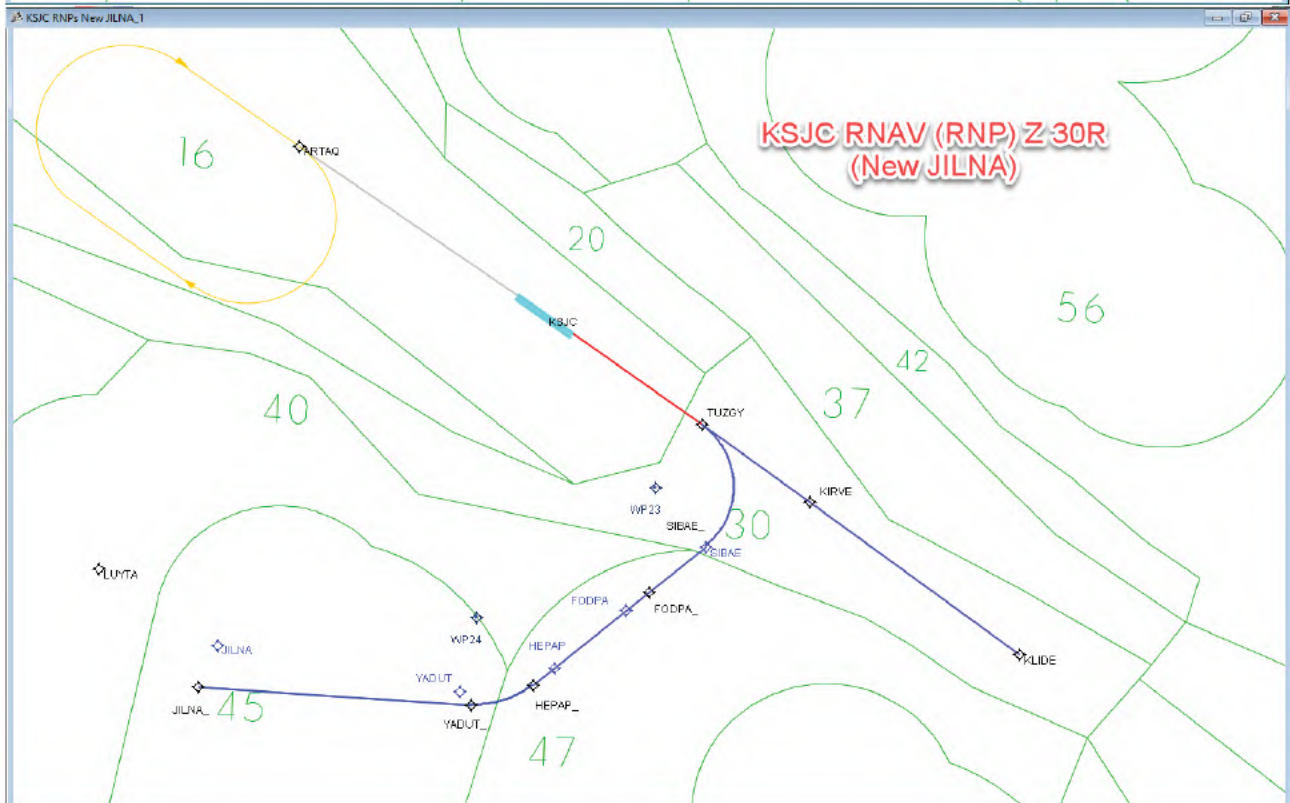 KSJC RNPs New JILNA_1
KSJC RNAV (RNP) Z 30R
(New JILNA)
16
ARTAQ
20
KSJC
56
42
37
40
TUZGY
WP23
KIRVE
SIBAE_
30
SIBAE
LUYTA
FODPA
FODPA_
WP24
JILNA
HEPAP
KLIDE
YADUT
HEPAP_
JILNA_
45
YADUT_
47